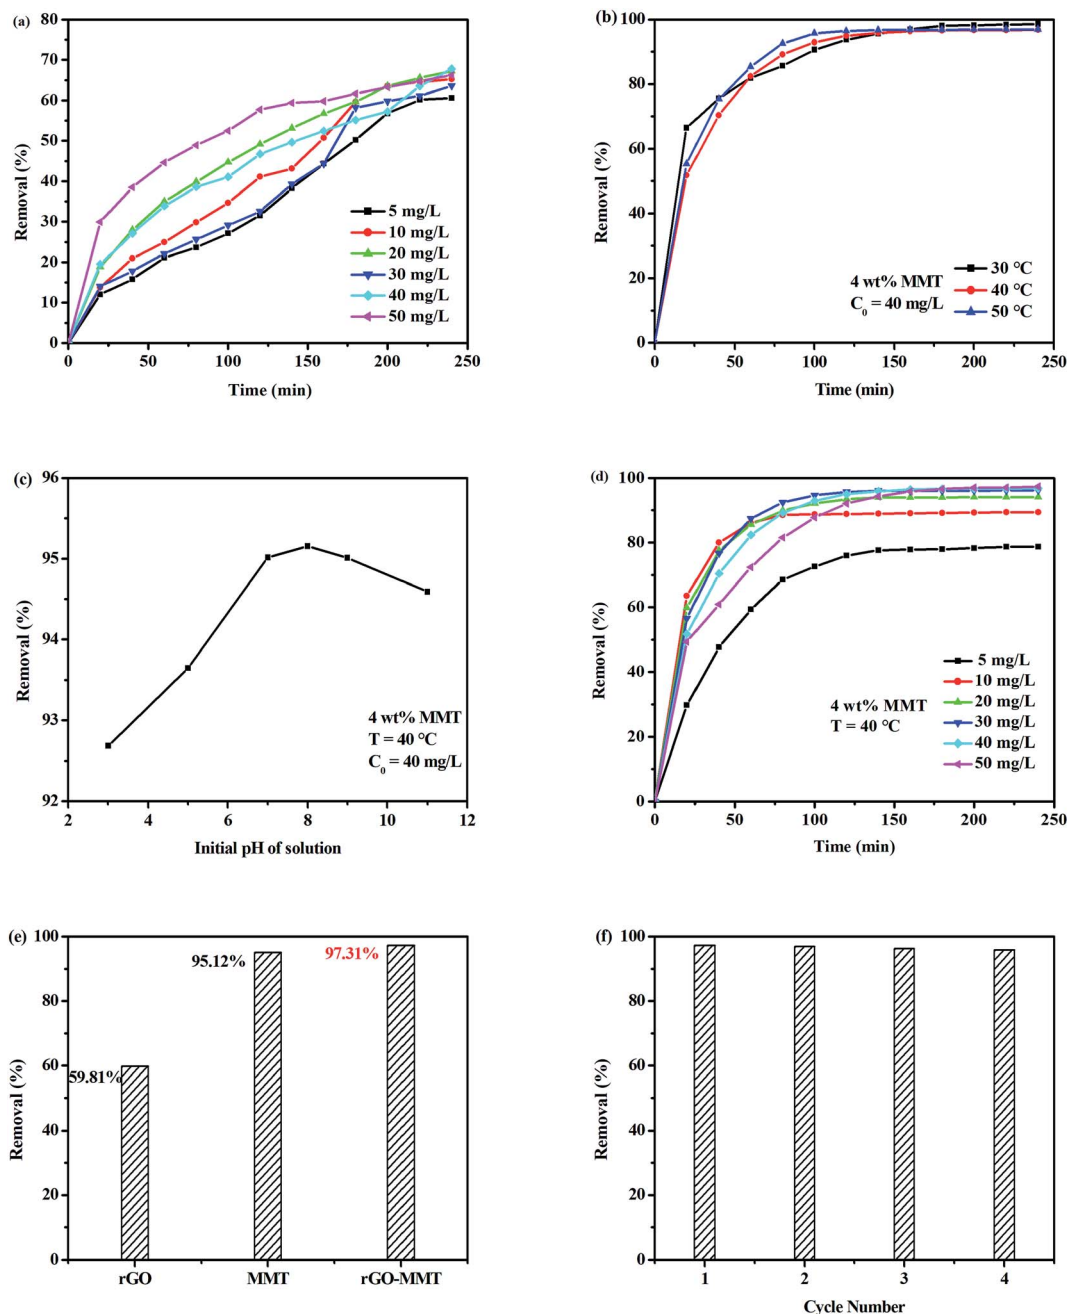 (a)
80
70
60
50
40
30
20
10
0
Removal (%)
5 mg/L
10 mg/L
20 mg/L
30 mg/L
40 mg/L
50 mg/L
0 50 100 150 200 250
Time (min)
(b)
100
80
60
40
20
0
Removal (%)
4 wt% MMT
C0 = 40 mg/L
30 °C
40 °C
50 °C
0 50 100 150 200 250
Time (min)
(c)
96
95
94
93
92
Removal (%)
4 wt% MMT
T = 40 °C
C0 = 40 mg/L
2 4 6 8 10 12
Initial pH of solution
(d)
100
80
60
40
20
0
Removal (%)
4 wt% MMT
T = 40 °C
5 mg/L
10 mg/L
20 mg/L
30 mg/L
40 mg/L
50 mg/L
0 50 100 150 200 250
Time (min)
(e)
100
80
60
40
20
0
Removal (%)
59.81%
95.12%
97.31%
rGO MMT rGO-MMT
(f)
100
80
60
40
20
0
Removal (%)
1 2 3 4
Cycle Number